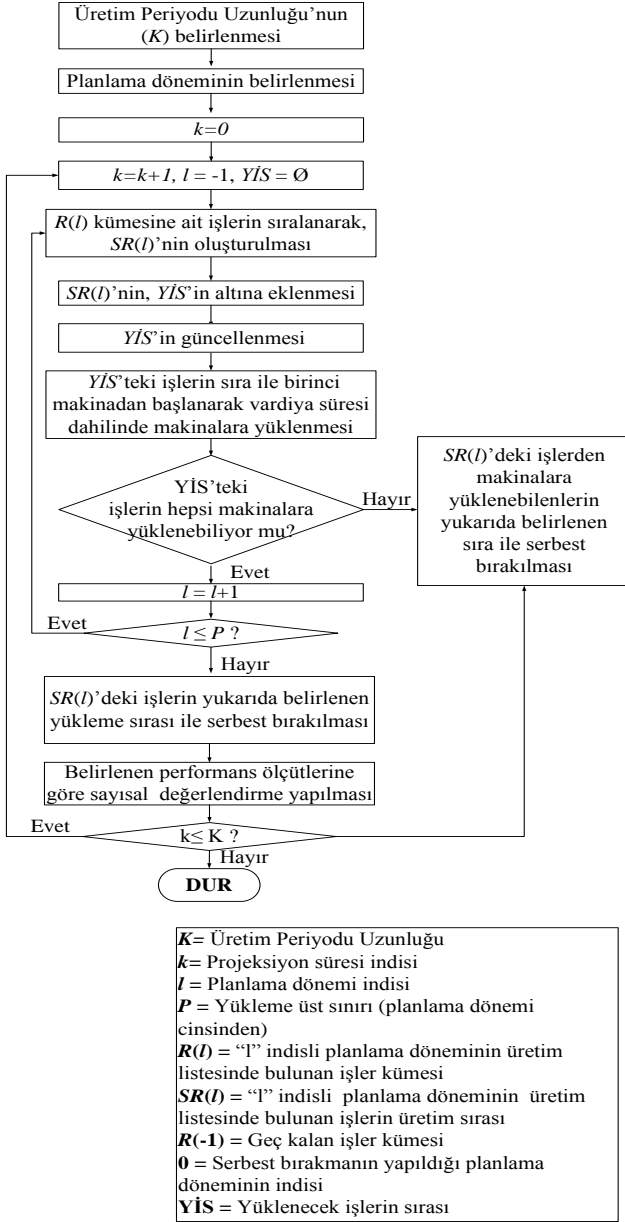 Üretim Periyodu Uzunluğu’nun
(K) belirlenmesi
Planlama döneminin belirlenmesi
k=0
k=k+1, l = -1, YİS = Ø
R(l) kümesine ait işlerin sıralanarak,
SR(l)’nin oluşturulması
SR(l)’nin, YİS’in altına eklenmesi
YİS’in güncellenmesi
YİS’teki işlerin sıra ile birinci
makinadan başlanarak vardiya süresi
dahilinde makinalara yüklenmesi
YİS’teki
işlerin hepsi makinalara
yüklenebiliyor mu?
Hayır
SR(l)’deki işlerden
makinalara
yüklenebilenlerin
yukarıda belirlenen
sıra ile serbest
bırakılması
Evet
l = l+1
Evet
l ≤ P ?
Hayır
SR(l)’deki işlerin yukarıda belirlenen
yükleme sırası ile serbest bırakılması
Belirlenen performans ölçütlerine
göre sayısal değerlendirme yapılması
Evet
k≤ K ?
Hayır
DUR
K= Üretim Periyodu Uzunluğu
k= Projeksiyon süresi indisi
l = Planlama dönemi indisi
P = Yükleme üst sınırı (planlama dönemi
cinsinden)
R(l) = “l” indisli planlama döneminin üretim
listesinde bulunan işler kümesi
SR(l) = “l” indisli planlama döneminin üretim
listesinde bulunan işlerin üretim sırası
R(-1) = Geç kalan işler kümesi
0 = Serbest bırakmanın yapıldığı planlama
döneminin indisi
YİS = Yüklenecek işlerin sırası